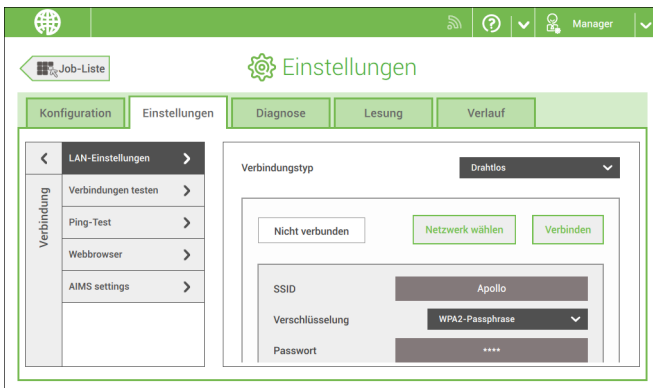 Manager
Job-Liste
Einstellungen
Konfiguration Einstellungen Diagnose Lesung Verlauf
Verbindung
LAN-Einstellungen
Verbindungen testen
Ping-Test
Webbrowser
AIMS settings
Verbindungstyp Drahtlos
Nicht verbunden Netzwerk wählen Verbinden
SSID Apollo
Verschlüsselung WPA2-Passphrase
Passwort ****